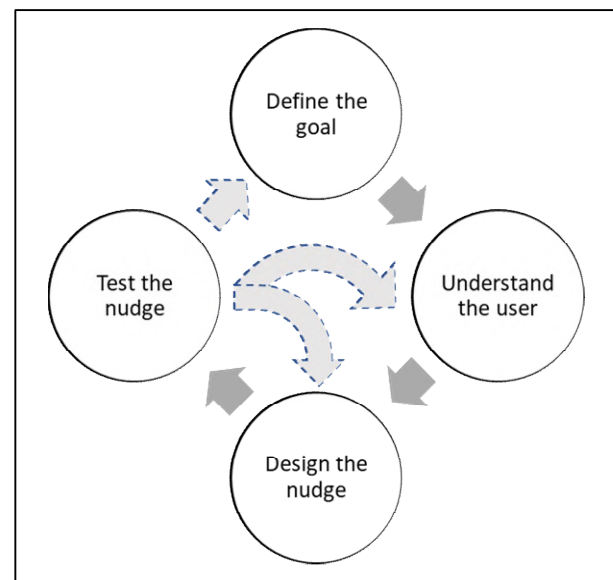 Define the
goal
Test the
nudge
Understand
the user
Design the
nudge